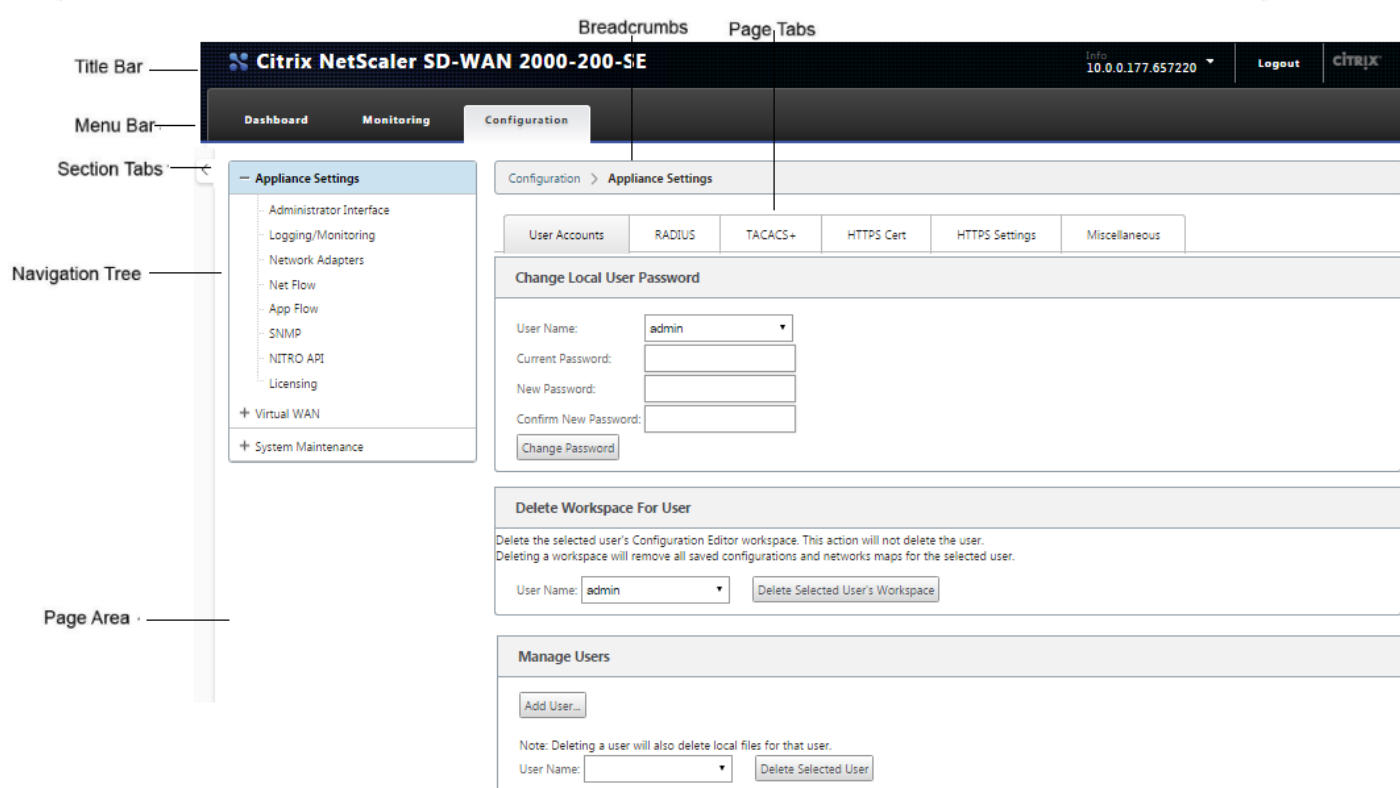 Breadcrumbs Page Tabs
Title Bar
Citrix NetScaler SD-WAN 2000-200-SE
Info
10.0.0.177.657220
Logout
CİTRIX
Menu Bar
Dashboard Monitoring Configuration
Section Tabs
Appliance Settings
Configuration > Appliance Settings
Administrator Interface
Logging/Monitoring
Network Adapters
Net Flow
App Flow
SNMP
NITRO API
Licensing
Virtual WAN
System Maintenance
Navigation Tree
User Accounts RADIUS TACACS+ HTTPS Cert HTTPS Settings Miscellaneous
Change Local User Password
User Name: admin
Current Password:
New Password:
Confirm New Password:
Change Password
Delete Workspace For User
Delete the selected user's Configuration Editor workspace. This action will not delete the user.
Deleting a workspace will remove all saved configurations and networks maps for the selected user.
User Name: admin Delete Selected User's Workspace
Page Area
Manage Users
Add User...
Note: Deleting a user will also delete local files for that user.
User Name: Delete Selected User